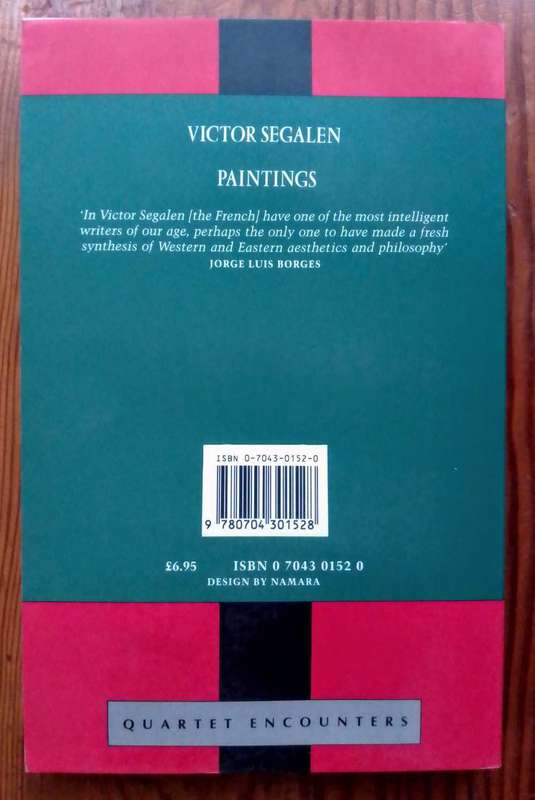 VICTOR SEGALEN
PAINTINGS
‘In Victor Segalen [the French] have one of the most intelligent
writers of our age, perhaps the only one to have made a fresh
synthesis of Western and Eastern aesthetics and philosophy’
JORGE LUIS BORGES
ISBN 0-7043-0152-0
9 780704 301528
£6.95 ISBN 0 7043 0152 0
DESIGN BY NAMARA
QUARTET ENCOUNTERS